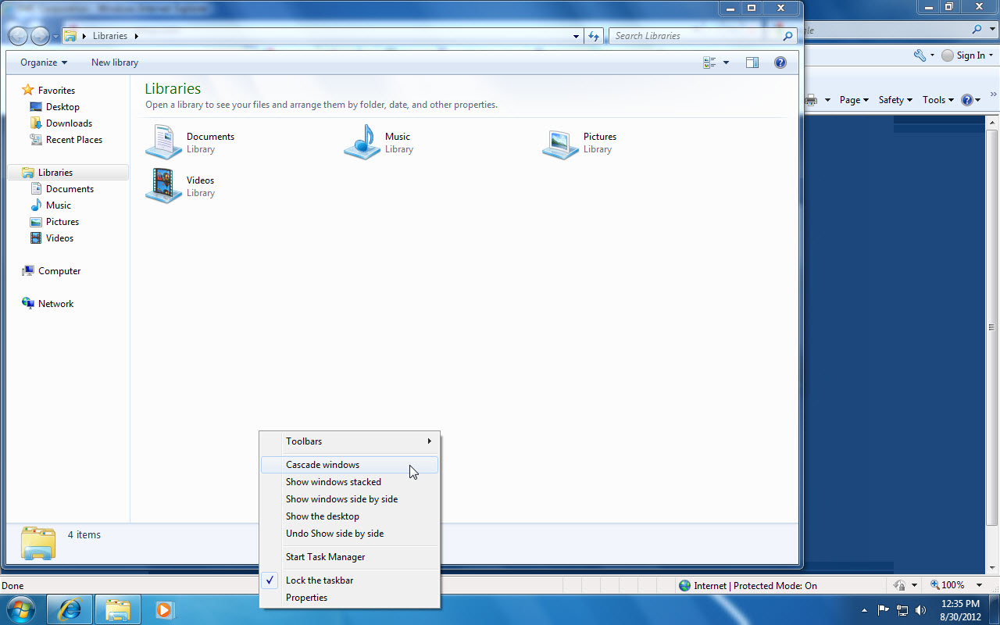 Libraries
Search Libraries
Organize
New library
Sign In
Page
Safety
Tools
Favorites
Desktop
Downloads
Recent Places
Libraries
Documents
Music
Pictures
Videos
Computer
Network
Libraries
Open a library to see your files and arrange them by folder, date, and other properties.
Documents
Library
Music
Library
Pictures
Library
Videos
Library
Toolbars
Cascade windows
Show windows stacked
Show windows side by side
Show the desktop
Undo Show side by side
Start Task Manager
Lock the taskbar
Properties
4 items
Done
Internet | Protected Mode: On
100%
12:35 PM
8/30/2012